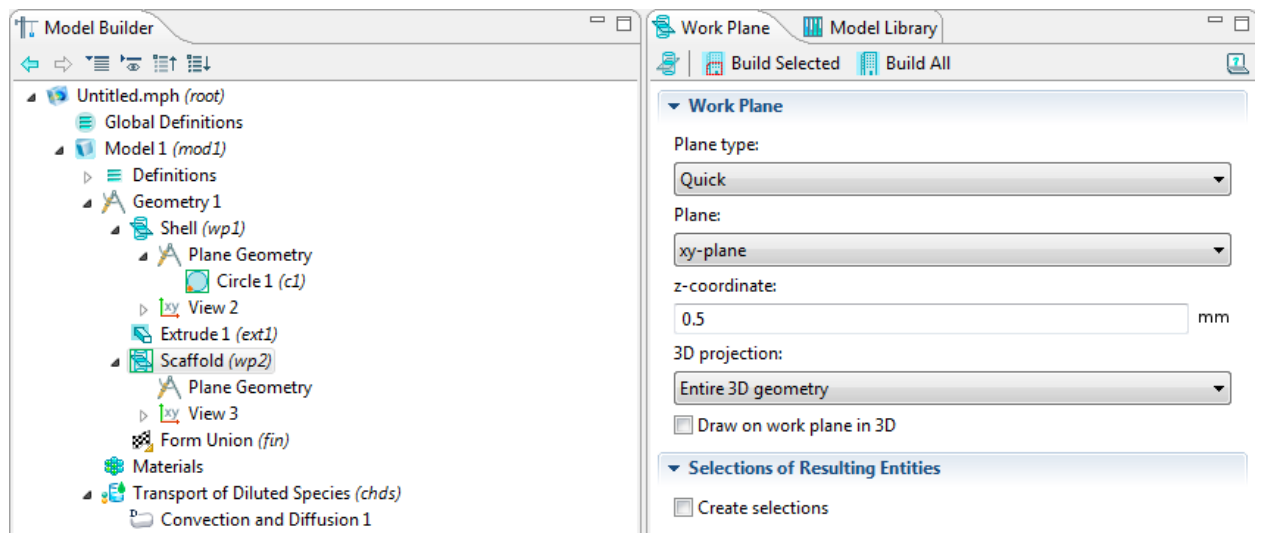 Model Builder
Untitled.mph (root)
Global Definitions
Model 1 (mod1)
Definitions
Geometry 1
Shell (wp1)
Plane Geometry
Circle 1 (c1)
xy View 2
Extrude 1 (ext1)
Scaffold (wp2)
Plane Geometry
xy View 3
Form Union (fin)
Materials
Transport of Diluted Species (chds)
D Convection and Diffusion 1
Work Plane Model Library
Build Selected Build All ?
Work Plane
Plane type:
Quick
Plane:
xy-plane
z-coordinate:
0.5 mm
3D projection:
Entire 3D geometry
Draw on work plane in 3D
Selections of Resulting Entities
Create selections